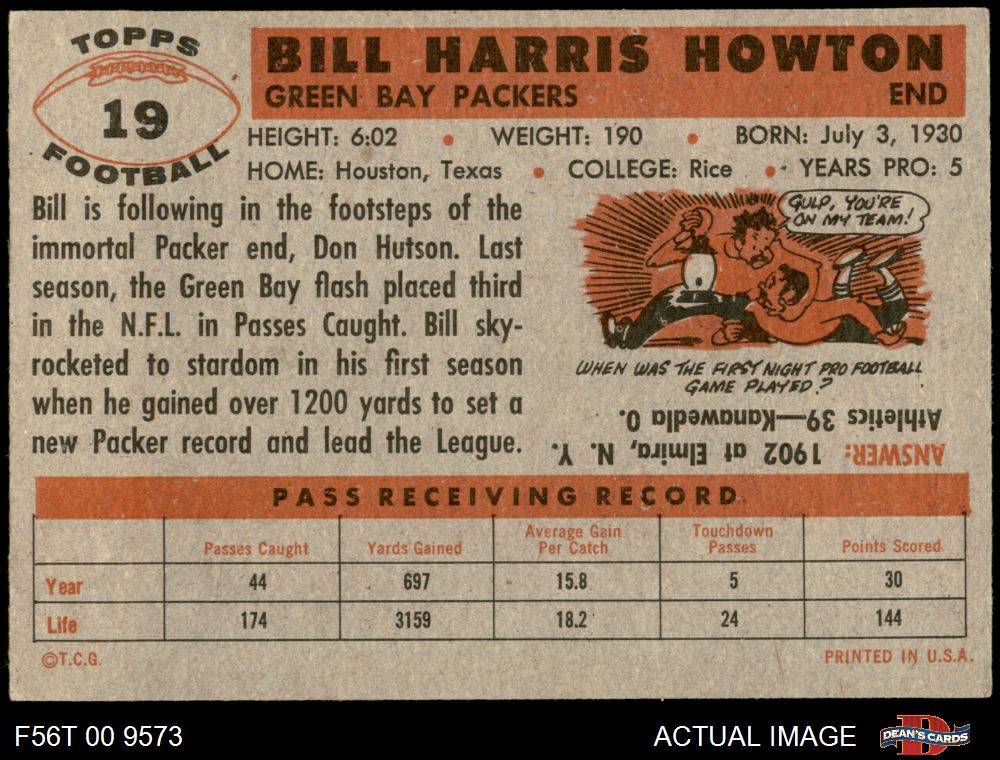 TOPPS
19
FOOTBALL
BILL HARRIS HOWTON
GREEN BAY PACKERS END
HEIGHT: 6:02 • WEIGHT: 190 • BORN: July 3, 1930
HOME: Houston, Texas • COLLEGE: Rice • YEARS PRO: 5
Bill is following in the footsteps of the
immortal Packer end, Don Hutson. Last
season, the Green Bay flash placed third
in the N.F.L. in Passes Caught. Bill sky-
rocketed to stardom in his first season
when he gained over 1200 yards to set a
new Packer record and lead the League.
GULP, YOU'RE
ON MY TEAM!
WHEN WAS THE FIRST NIGHT PRO FOOTBALL
GAME PLAYED?
ANSWER: 1902 at Elmira, N. Y.
Athletics 39—Kanawedla 0.
PASS RECEIVING RECORD
Passes Caught Yards Gained Average Gain Per Catch Touchdown Passes Points Scored
Year 44 697 15.8 5 30
Life 174 3159 18.2 24 144
©T.C.G. PRINTED IN U.S.A.
F56T 00 9573 ACTUAL IMAGE D DEAN'S CARDS